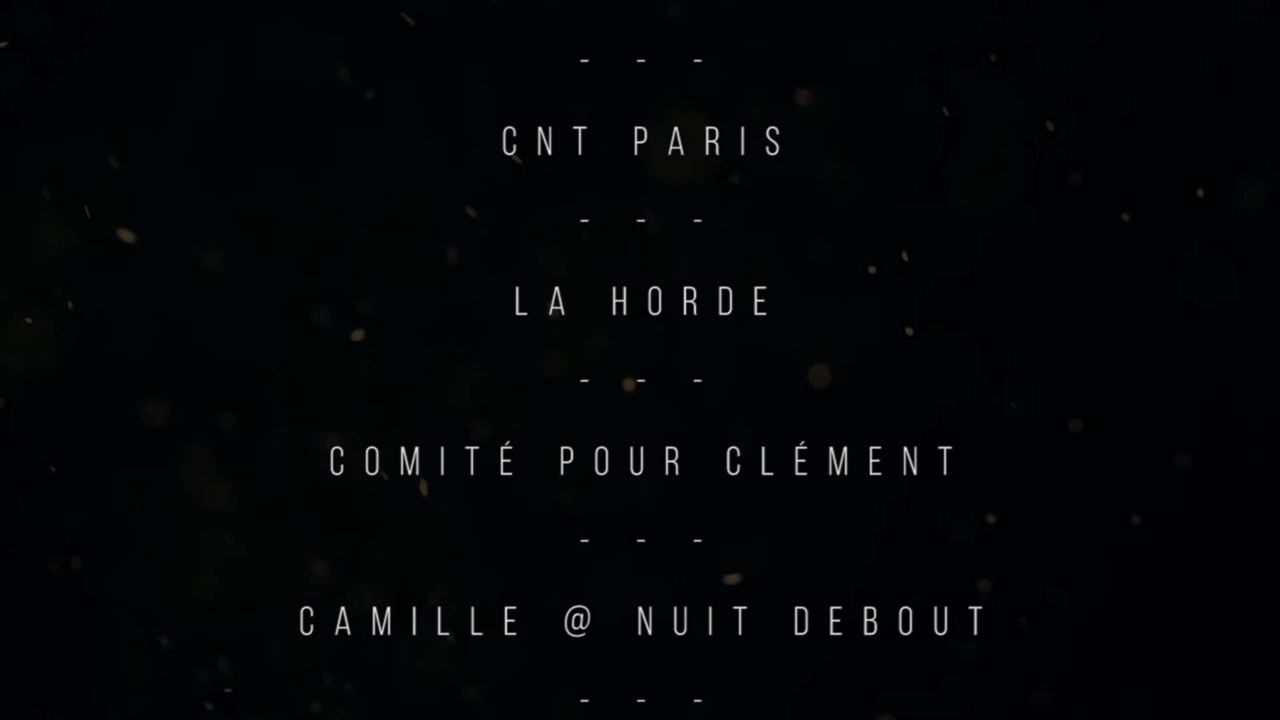 - - -
CNT PARIS
- - -
LA HORDE
- - -
COMITÉ POUR CLÉMENT
- - -
CAMILLE @ NUIT DEBOUT
- - -